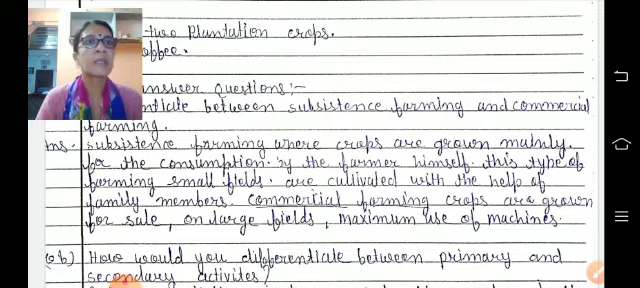 two Plantation crops.
offee.
nswer Questions :-
entiate between subsistence farming and commercial
farming.
ns - subsistence farming where crops are grown mainly.
for the consumption by the farmer himself. this type of
farming small fields. are cultivated with the help of
family members. commercial farming crops are grown
for sale, on large fields, maximum use of machines.
b) How would you differentiate between primary and
secondary activites